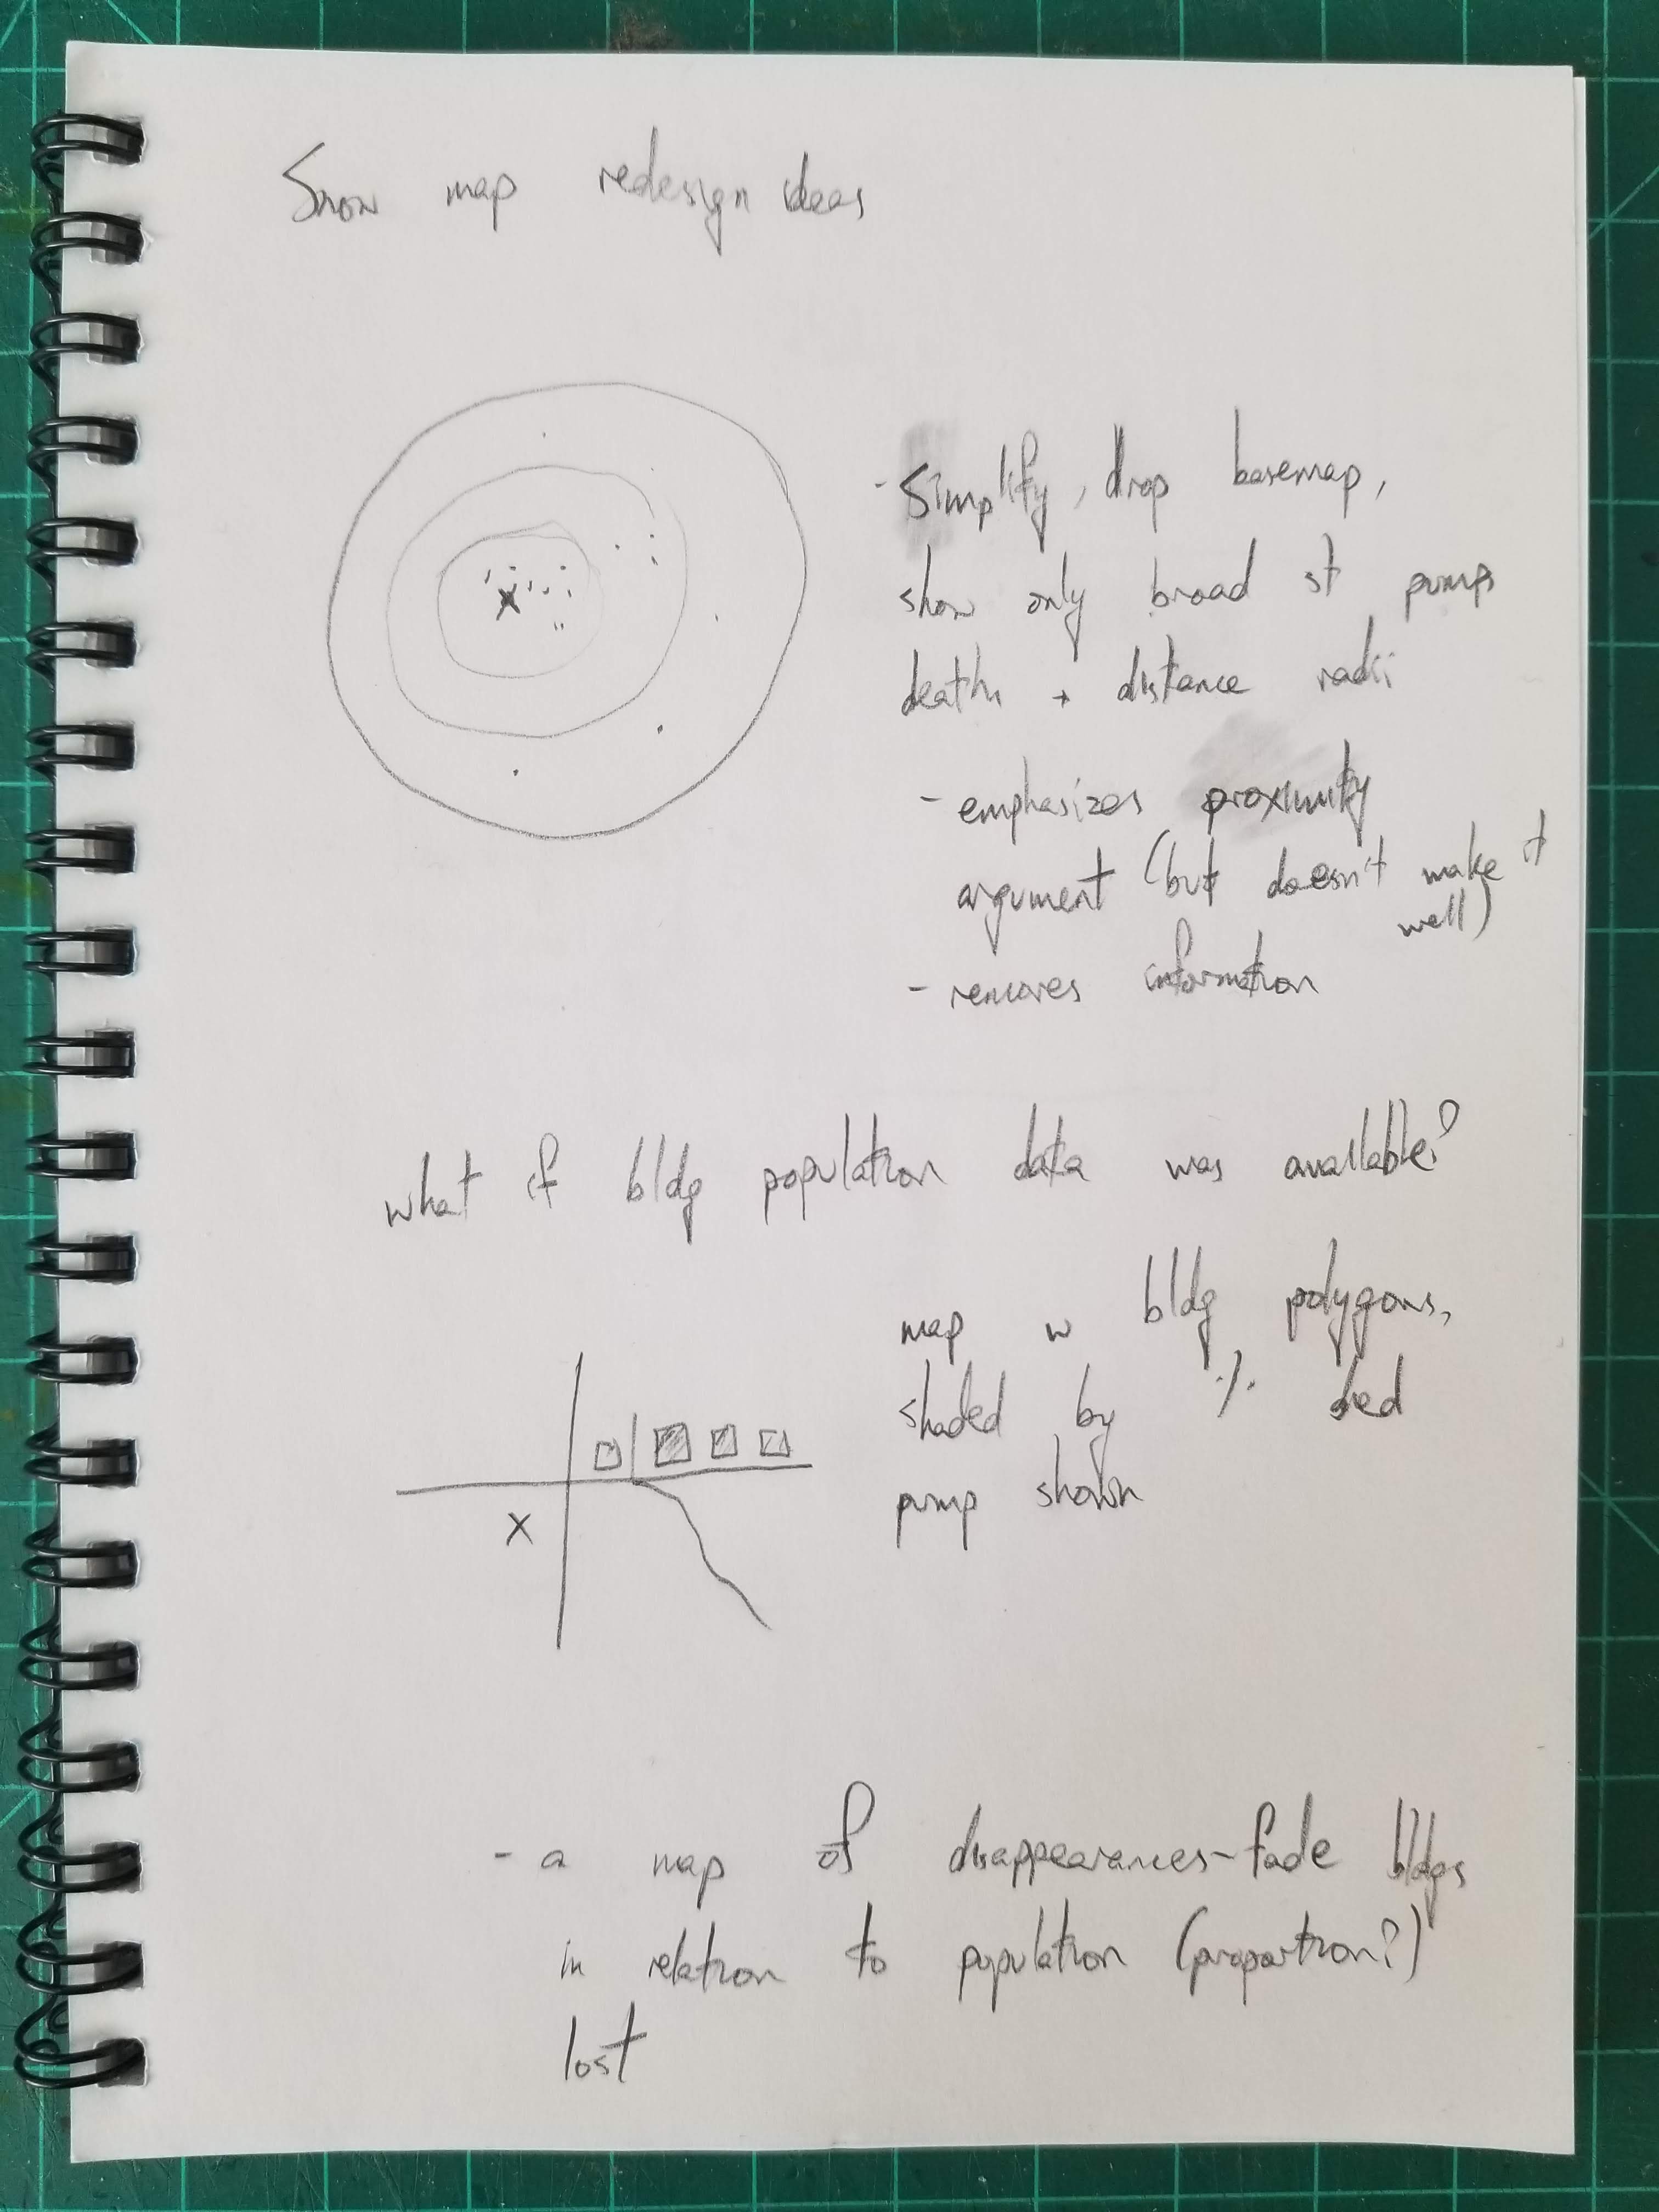 Snow map redesign ideas
- Simplify, drop basemap,
show only broad st pump
deaths + distance radii
- emphasizes proximity
argument (but doesn't make it
well)
- removes information
what if bldg population data was available?
map w bldg polygons,
shaded by % died
pump shown
x
x
- a map of disappearances - fade bldgs
in relation to population (proportion?)
lost